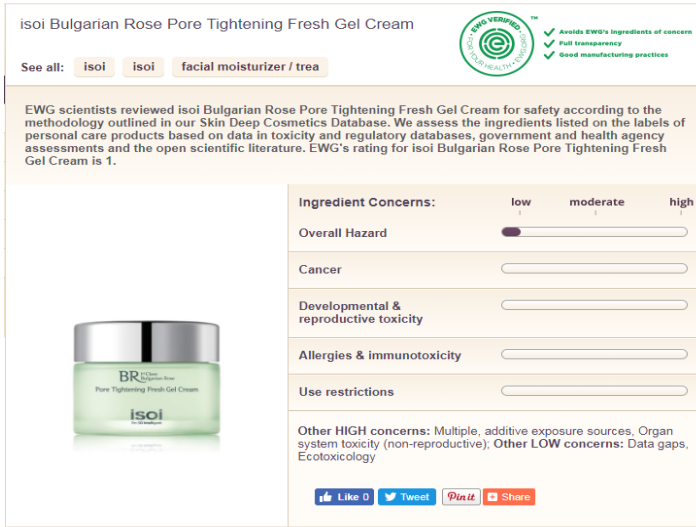 isoi Bulgarian Rose Pore Tightening Fresh Gel Cream
EWG VERIFIED™
FOR YOUR HEALTH
EWG.ORG
Avoids EWG's ingredients of concern
Full transparency
Good manufacturing practices
See all: isoi isoi facial moisturizer / trea
EWG scientists reviewed isoi Bulgarian Rose Pore Tightening Fresh Gel Cream for safety according to the
methodology outlined in our Skin Deep Cosmetics Database. We assess the ingredients listed on the labels of
personal care products based on data in toxicity and regulatory databases, government and health agency
assessments and the open scientific literature. EWG's rating for isoi Bulgarian Rose Pore Tightening Fresh
Gel Cream is 1.
Ingredient Concerns: low moderate high
Overall Hazard
Cancer
Developmental &
reproductive toxicity
Allergies & immunotoxicity
Use restrictions
BR
Bulgarian Rose
Pore Tightening Fresh Gel Cream
isoi
Other HIGH concerns: Multiple, additive exposure sources, Organ
system toxicity (non-reproductive); Other LOW concerns: Data gaps,
Ecotoxicology
Like 0 Tweet Pin it Share